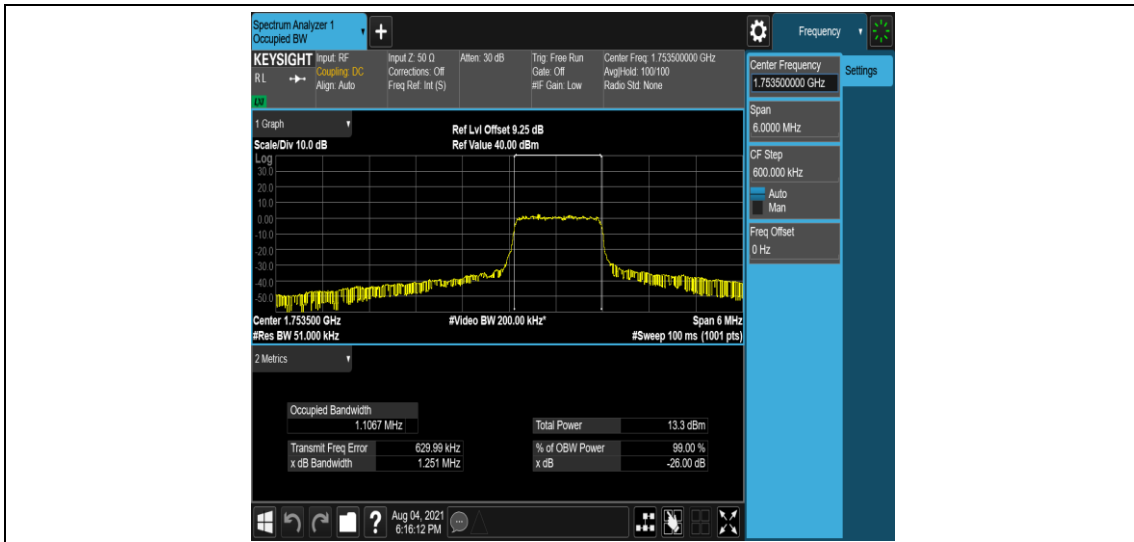 Spectrum Analyzer 1
Occupied BW
+
Frequency
KEYSIGHT
RL
LM
Input: RF
Coupling: DC
Align: Auto
Input Z: 50 Ω
Corrections: Off
Freq Ref: Int (S)
Atten: 30 dB
Trig: Free Run
Gate: Off
#IF Gain: Low
Center Freq: 1.753500000 GHz
Avg|Hold: 100/100
Radio Std: None
Center Frequency
1.753500000 GHz
Settings
Span
6.0000 MHz
CF Step
600.000 kHz
Auto
Man
Freq Offset
0 Hz
1 Graph
Ref Lvl Offset 9.25 dB
Scale/Div 10.0 dB
Ref Value 40.00 dBm
Log
30.0
20.0
10.0
0.00
-10.0
-20.0
-30.0
-40.0
-50.0
Center 1.753500 GHz
#Video BW 200.00 kHz*
Span 6 MHz
#Res BW 51.000 kHz
#Sweep 100 ms (1001 pts)
2 Metrics
Occupied Bandwidth
1.1067 MHz
Total Power 13.3 dBm
Transmit Freq Error 629.99 kHz
% of OBW Power 99.00 %
x dB Bandwidth 1.251 MHz
x dB -26.00 dB
?
Aug 04, 2021
6:16:12 PM